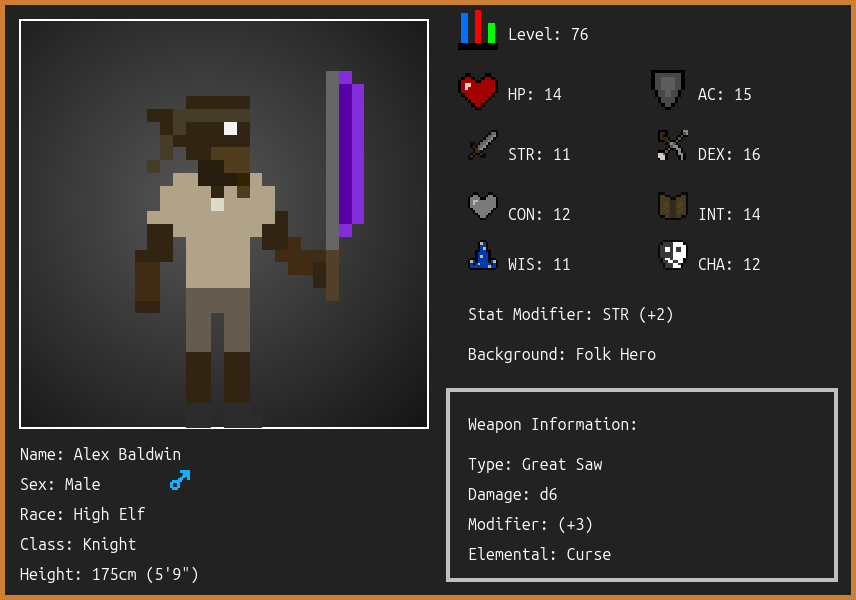 Level: 76
HP: 14
AC: 15
STR: 11
DEX: 16
CON: 12
INT: 14
WIS: 11
CHA: 12
Stat Modifier: STR (+2)
Background: Folk Hero
Weapon Information:
Type: Great Saw
Damage: d6
Modifier: (+3)
Elemental: Curse
Name: Alex Baldwin
Sex: Male
Race: High Elf
Class: Knight
Height: 175cm (5'9")